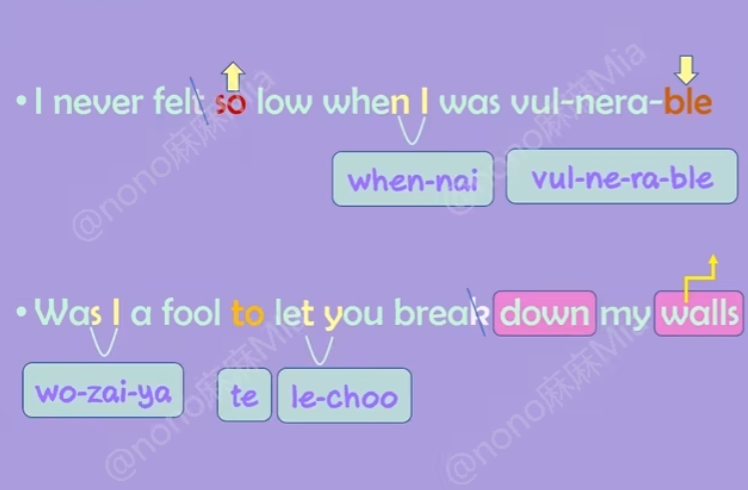 • I never felt so low when I was vul-nera-ble
when-nai vul-ne-ra-ble
• Was I a fool to let you break down my walls
wo-zai-ya te le-choo
@nono麻麻Mia
@nono麻麻Mia
@nono麻麻Mia
@nono麻麻Mia